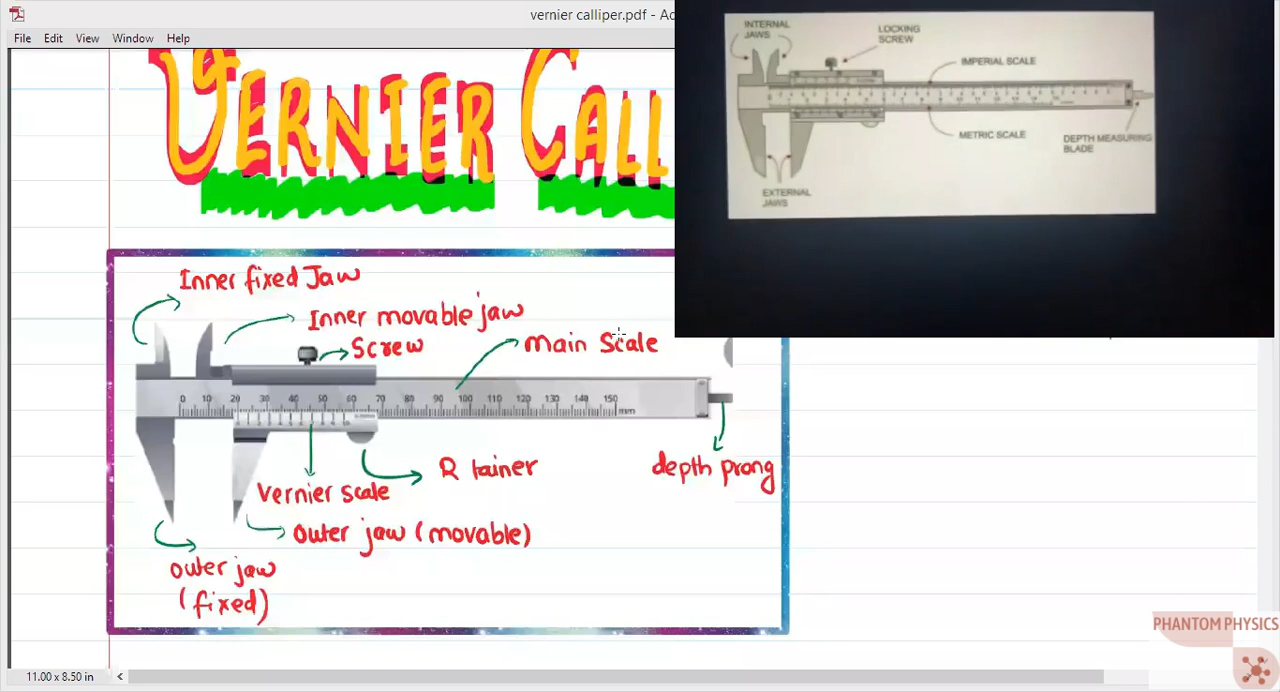 vernier calliper.pdf - Ad
File Edit View Window Help
VERNIER CALL
INTERNAL
JAWS
LOCKING
SCREW
IMPERIAL SCALE
METRIC SCALE
DEPTH MEASURING
BLADE
EXTERNAL
JAWS
Inner fixed Jaw
Inner movable jaw
Screw
main Scale
0 10 20 30 40 50 60 70 80 90 100 110 120 130 140 150
mm
R tainer
depth prong
Vernier scale
Outer jaw (movable)
outer jaw
(fixed)
PHANTOM PHYSICS
11.00 x 8.50 in